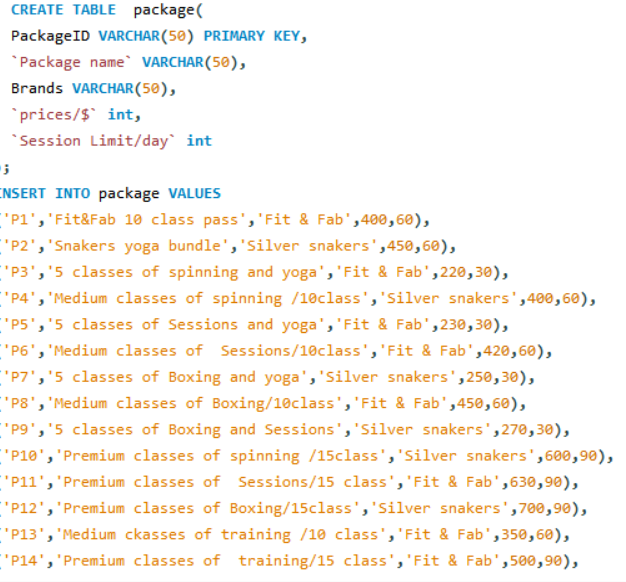 CREATE TABLE  package(
PackageID VARCHAR(50) PRIMARY KEY,
`Package name` VARCHAR(50),
Brands VARCHAR(50),
`prices/$` int,
`Session Limit/day` int
);
INSERT INTO package VALUES
('P1','Fit&Fab 10 class pass','Fit & Fab',400,60),
('P2','Snakers yoga bundle','Silver snakers',450,60),
('P3','5 classes of spinning and yoga','Fit & Fab',220,30),
('P4','Medium classes of spinning /10class','Silver snakers',400,60),
('P5','5 classes of Sessions and yoga','Fit & Fab',230,30),
('P6','Medium classes of  Sessions/10class','Fit & Fab',420,60),
('P7','5 classes of Boxing and yoga','Silver snakers',250,30),
('P8','Medium classes of Boxing/10class','Fit & Fab',450,60),
('P9','5 classes of Boxing and Sessions','Silver snakers',270,30),
('P10','Premium classes of spinning /15class','Silver snakers',600,90),
('P11','Premium classes of  Sessions/15 class','Fit & Fab',630,90),
('P12','Premium classes of Boxing/15class','Silver snakers',700,90),
('P13','Medium ckasses of training /10 class','Fit & Fab',350,60),
('P14','Premium classes of  training/15 class','Fit & Fab',500,90),